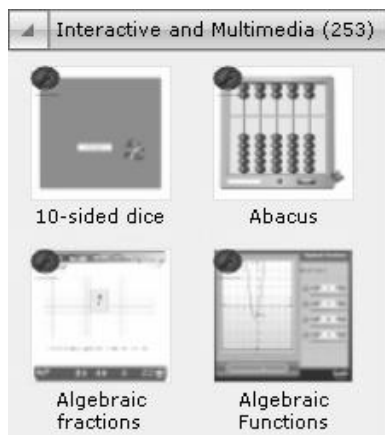 Interactive and Multimedia (253)
10-sided dice
Abacus
Algebraic
fractions
Algebraic
Functions